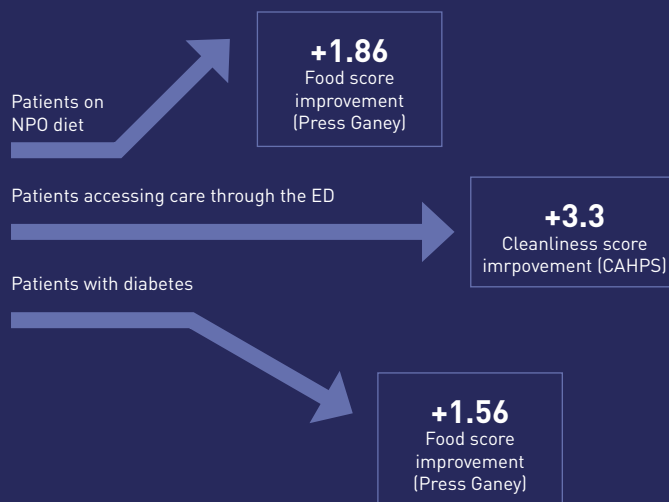 Patients on
NPO diet
+1.86
Food score
improvement
(Press Ganey)
Patients accessing care through the ED
+3.3
Cleanliness score
imrpovement (CAHPS)
Patients with diabetes
+1.56
Food score
improvement
(Press Ganey)